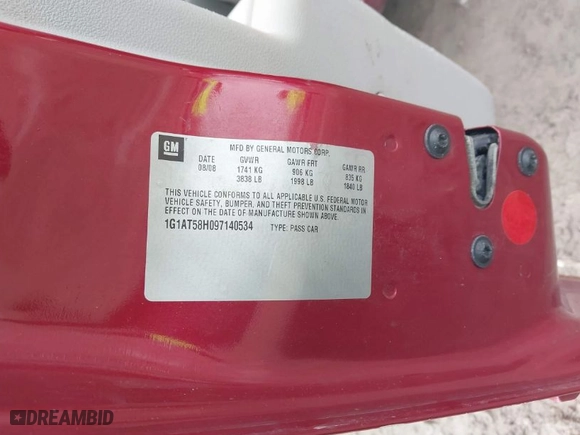 GM
MFD BY GENERAL MOTORS CORP.
DATE GVWR GAWR FRT GAWR RR
08/08 1741 KG 906 KG 835 KG
3838 LB 1998 LB 1840 LB
THIS VEHICLE CONFORMS TO ALL APPLICABLE U.S. FEDERAL MOTOR
VEHICLE SAFETY, BUMPER, AND THEFT PREVENTION STANDARDS IN
EFFECT ON THE DATE OF MANUFACTURE SHOWN ABOVE.
1G1AT58H097140534 TYPE: PASS CAR
DREAMBID